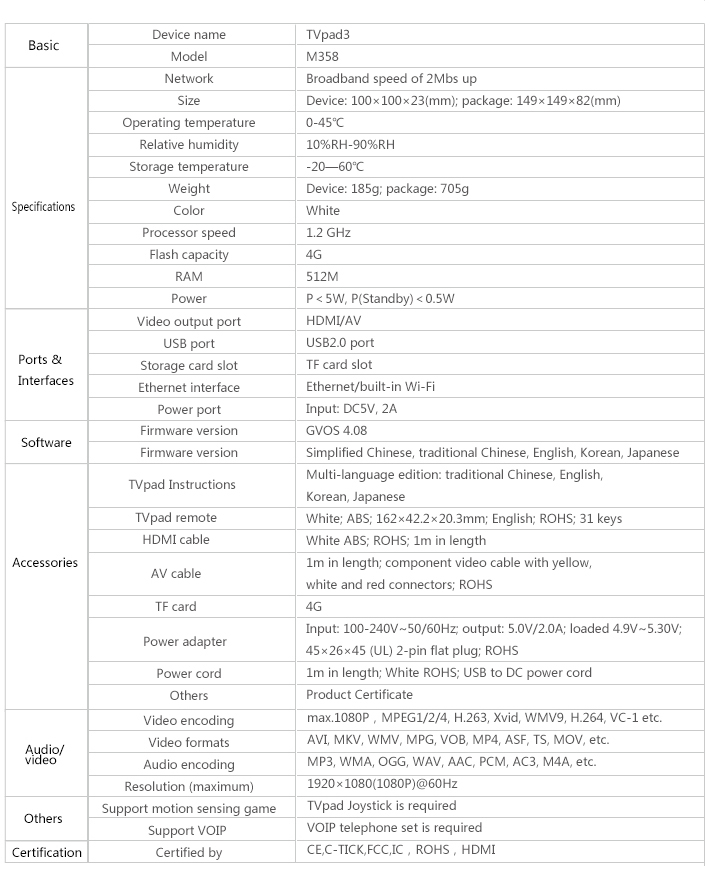 Basic
Device name TVpad3
Model M358
Specifications
Network Broadband speed of 2Mbs up
Size Device: 100×100×23(mm); package: 149×149×82(mm)
Operating temperature 0-45℃
Relative humidity 10%RH-90%RH
Storage temperature -20—60℃
Weight Device: 185g; package: 705g
Color White
Processor speed 1.2 GHz
Flash capacity 4G
RAM 512M
Power P＜5W, P(Standby)＜0.5W
Ports &
Interfaces
Video output port HDMI/AV
USB port USB2.0 port
Storage card slot TF card slot
Ethernet interface Ethernet/built-in Wi-Fi
Power port Input: DC5V, 2A
Software
Firmware version GVOS 4.08
Firmware version Simplified Chinese, traditional Chinese, English, Korean, Japanese
Accessories
TVpad Instructions Multi-language edition: traditional Chinese, English,
Korean, Japanese
TVpad remote White; ABS; 162×42.2×20.3mm; English; ROHS; 31 keys
HDMI cable White ABS; ROHS; 1m in length
AV cable 1m in length; component video cable with yellow,
white and red connectors; ROHS
TF card 4G
Power adapter Input: 100-240V~50/60Hz; output: 5.0V/2.0A; loaded 4.9V~5.30V;
45×26×45 (UL) 2-pin flat plug; ROHS
Power cord 1m in length; White ROHS; USB to DC power cord
Others Product Certificate
Audio/
video
Video encoding max.1080P , MPEG1/2/4, H.263, Xvid, WMV9, H.264, VC-1 etc.
Video formats AVI, MKV, WMV, MPG, VOB, MP4, ASF, TS, MOV, etc.
Audio encoding MP3, WMA, OGG, WAV, AAC, PCM, AC3, M4A, etc.
Resolution (maximum) 1920×1080(1080P)@60Hz
Others
Support motion sensing game TVpad Joystick is required
Support VOIP VOIP telephone set is required
Certification
Certified by CE,C-TICK,FCC,IC , ROHS , HDMI